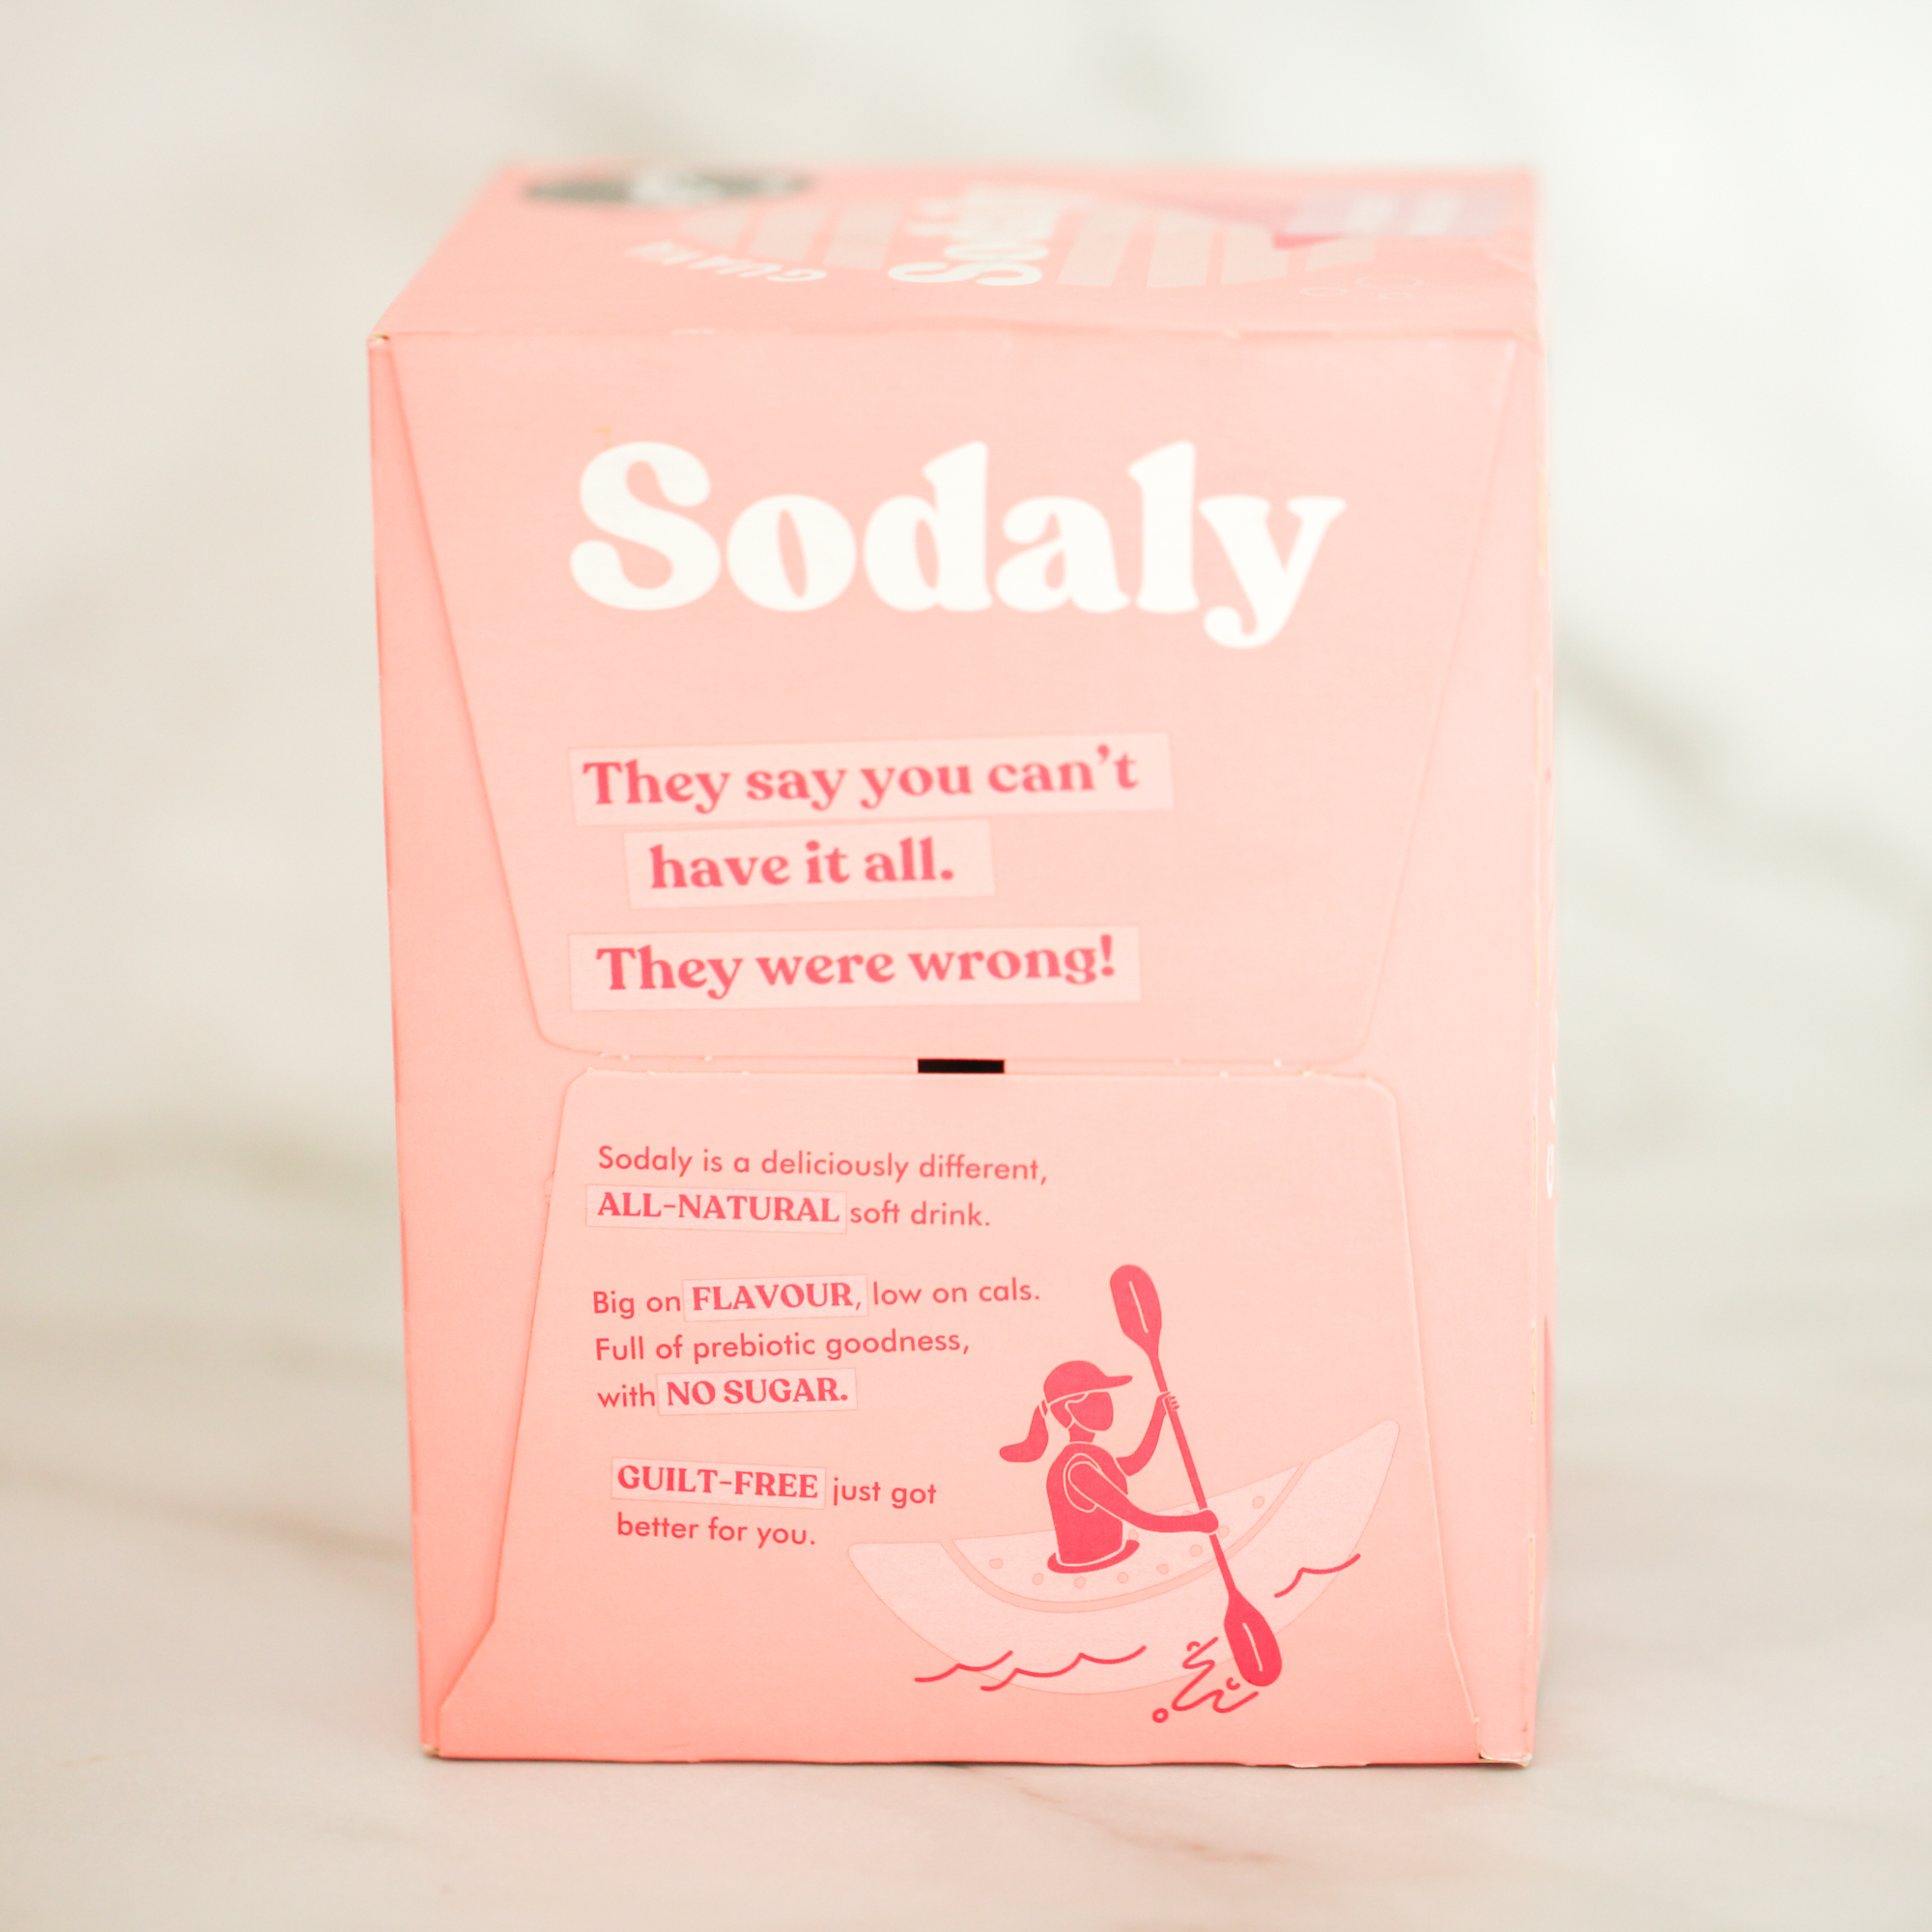 GUAVA
Sodaly
Sodaly
They say you can't
have it all.
They were wrong!
Sodaly is a deliciously different,
ALL-NATURAL soft drink.
Big on FLAVOUR, low on cals.
Full of prebiotic goodness,
with NO SUGAR.
GUILT-FREE just got
better for you.